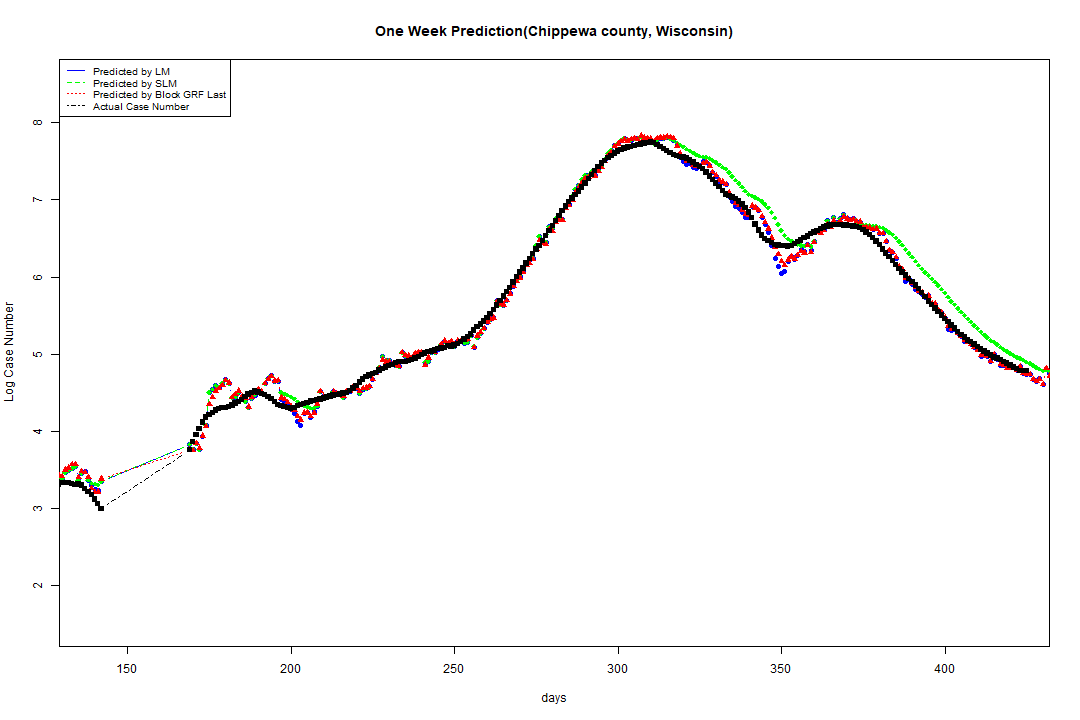 One Week Prediction(Chippewa county, Wisconsin)
Predicted by LM
Predicted by SLM
Predicted by Block GRF Last
Actual Case Number
Log Case Number
8
7
6
5
4
3
2
150 200 250 300 350 400
days